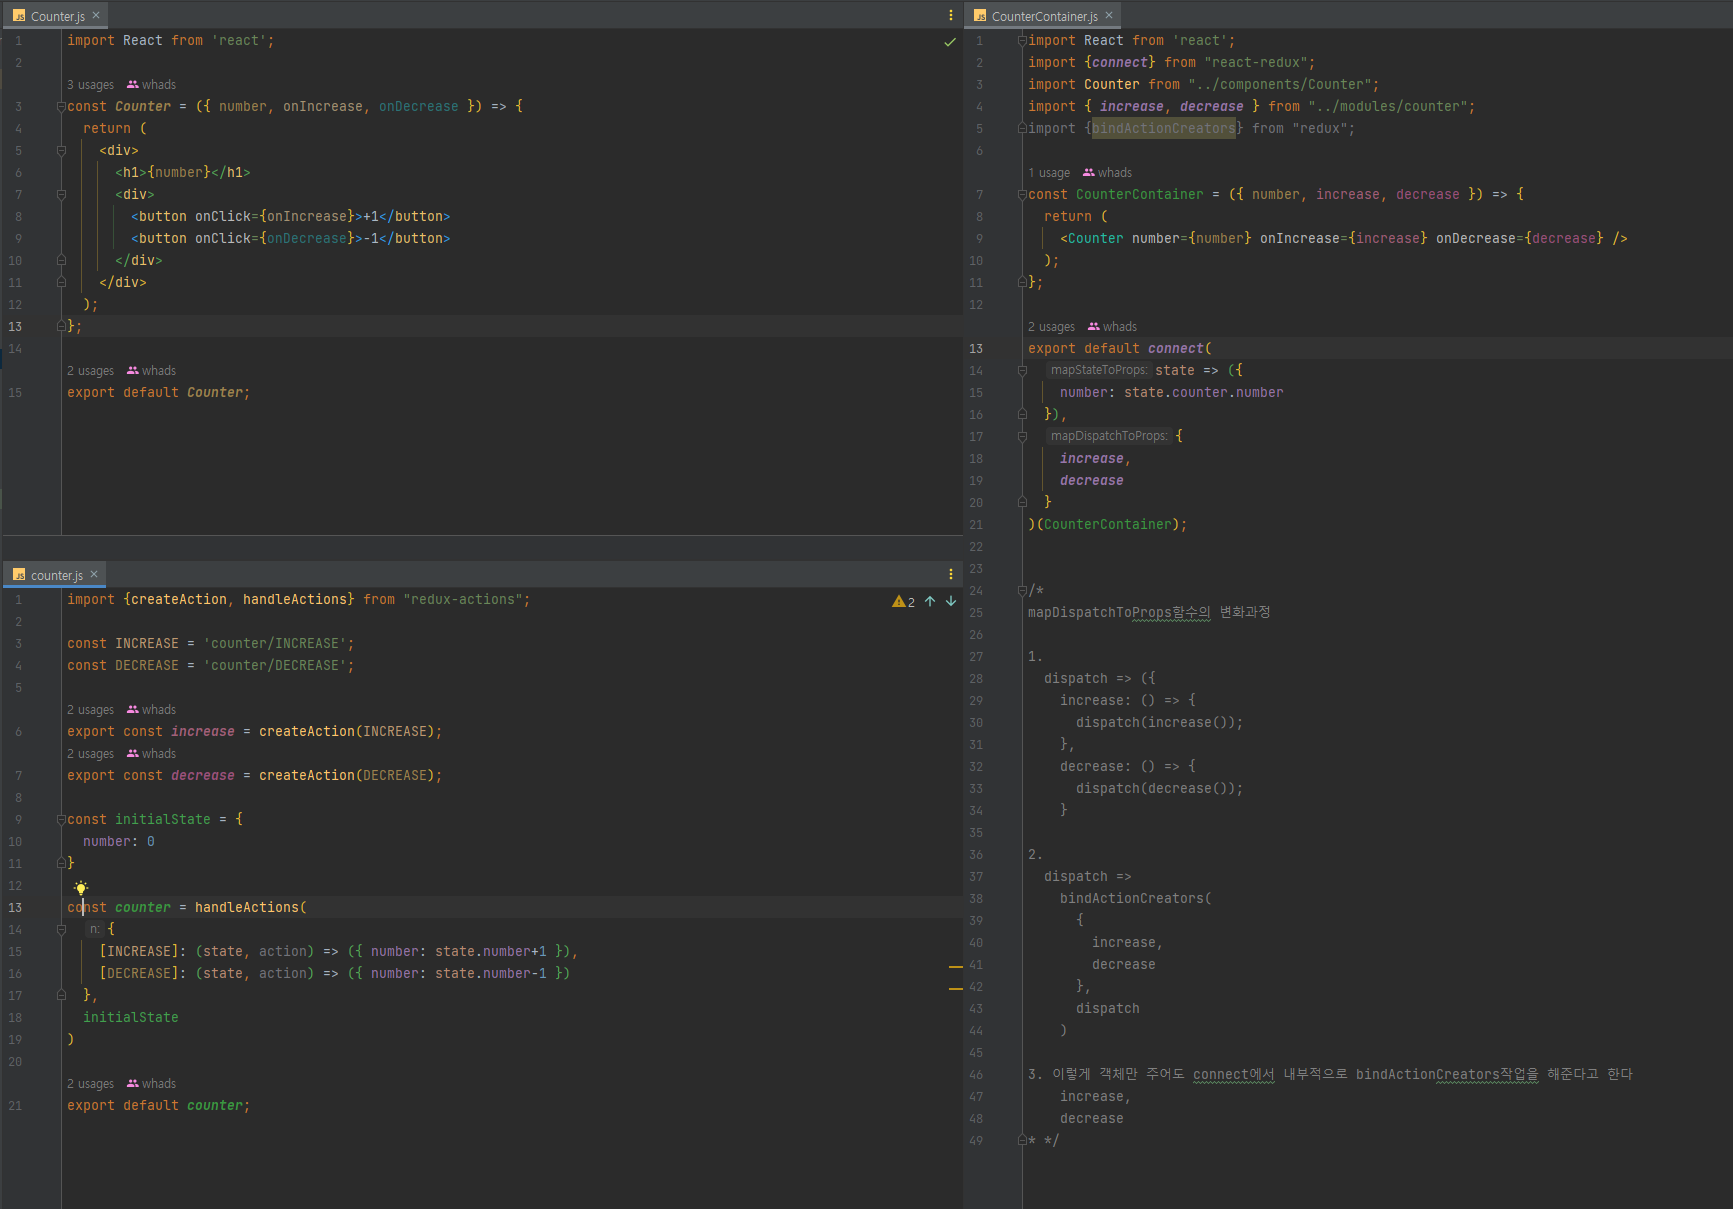 Counter.js
1 import React from 'react';
2
3 usages whads
3 const Counter = ({ number, onIncrease, onDecrease }) => {
4 return (
5 <div>
6 <h1>{number}</h1>
7 <div>
8 <button onClick={onIncrease}>+1</button>
9 <button onClick={onDecrease}>-1</button>
10 </div>
11 </div>
12 );
13 };
14
2 usages whads
15 export default Counter;
counter.js
2
1 import {createAction, handleActions} from "redux-actions";
2
3 const INCREASE = 'counter/INCREASE';
4 const DECREASE = 'counter/DECREASE';
5
2 usages whads
6 export const increase = createAction(INCREASE);
2 usages whads
7 export const decrease = createAction(DECREASE);
8
9 const initialState = {
10 number: 0
11 }
12
13 const counter = handleActions(
14 n: {
15 [INCREASE]: (state, action) => ({ number: state.number+1 }),
16 [DECREASE]: (state, action) => ({ number: state.number-1 })
17 },
18 initialState
19 )
20
2 usages whads
21 export default counter;
CounterContainer.js
1 import React from 'react';
2 import {connect} from "react-redux";
3 import Counter from "../components/Counter";
4 import { increase, decrease } from "../modules/counter";
5 import {bindActionCreators} from "redux";
6
1 usage whads
7 const CounterContainer = ({ number, increase, decrease }) => {
8 return (
9 <Counter number={number} onIncrease={increase} onDecrease={decrease} />
10 );
11 };
12
2 usages whads
13 export default connect(
14 mapStateToProps: state => ({
15 number: state.counter.number
16 }),
17 mapDispatchToProps: {
18 increase,
19 decrease
20 }
21 )(CounterContainer);
22
23
24 /*
25 mapDispatchToProps함수의 변화과정
26
27 1.
28 dispatch => ({
29 increase: () => {
30 dispatch(increase());
31 },
32 decrease: () => {
33 dispatch(decrease());
34 }
35
36 2.
37 dispatch =>
38 bindActionCreators(
39 {
40 increase,
41 decrease
42 },
43 dispatch
44 )
45
46 3. 이렇게 객체만 주어도 connect에서 내부적으로 bindActionCreators작업을 해준다고 한다
47 increase,
48 decrease
49 * */